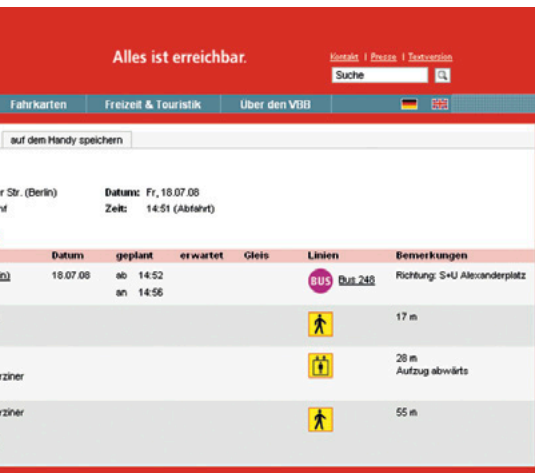 Alles ist erreichbar.
Kontakt | Presse | Textversion
Suche
Fahrkarten Freizeit & Touristik Über den VBB
auf dem Handy speichern
r Str. (Berlin) Datum: Fr, 18.07.08
nf Zeit: 14:51 (Abfahrt)
Datum geplant erwartet Gleis Linien Bemerkungen
in) 18.07.08 ab 14:52 BUS Bus 248 Richtung: S+U Alexanderplatz
an 14:56
17 m
28 m
Aufzug abwärts
rziner
rziner 55 m